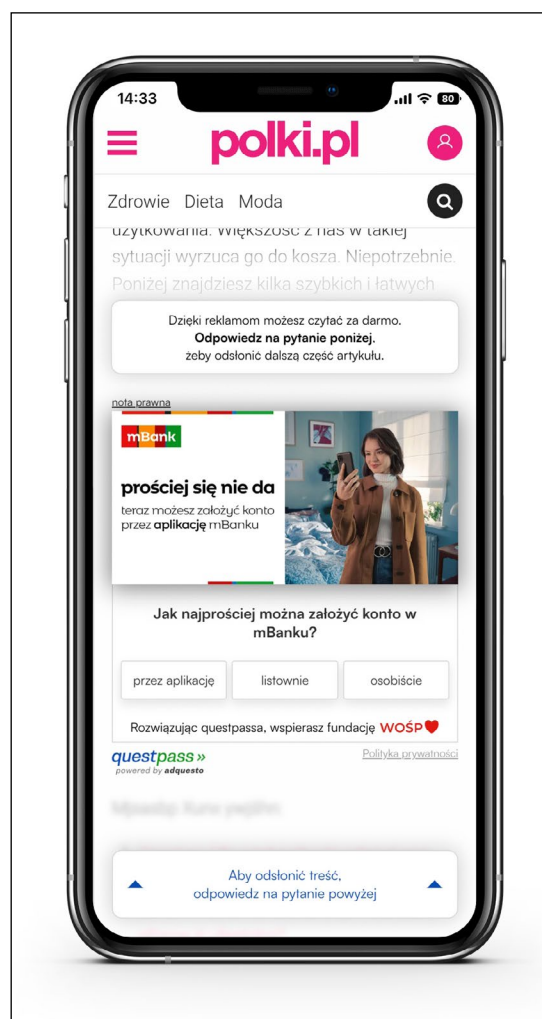 14:33
80
polki.pl
Zdrowie Dieta Moda
użytkowania. Większość z nas w takiej
sytuacji wyrzuca go do kosza. Niepotrzebnie.
Poniżej znajdziesz kilka szybkich i łatwych
Dzięki reklamom możesz czytać za darmo.
Odpowiedz na pytanie poniżej,
żeby odsłonić dalszą część artykułu.
nota prawna
mBank
prościej się nie da
teraz możesz założyć konto
przez aplikację mBanku
Jak najprościej można założyć konto w
mBanku?
przez aplikację
listownie
osobiście
Rozwiązując questpassa, wspierasz fundację WOŚP
questpass »
Polityka prywatności
powered by adquesto
Aby odsłonić treść,
odpowiedz na pytanie powyżej